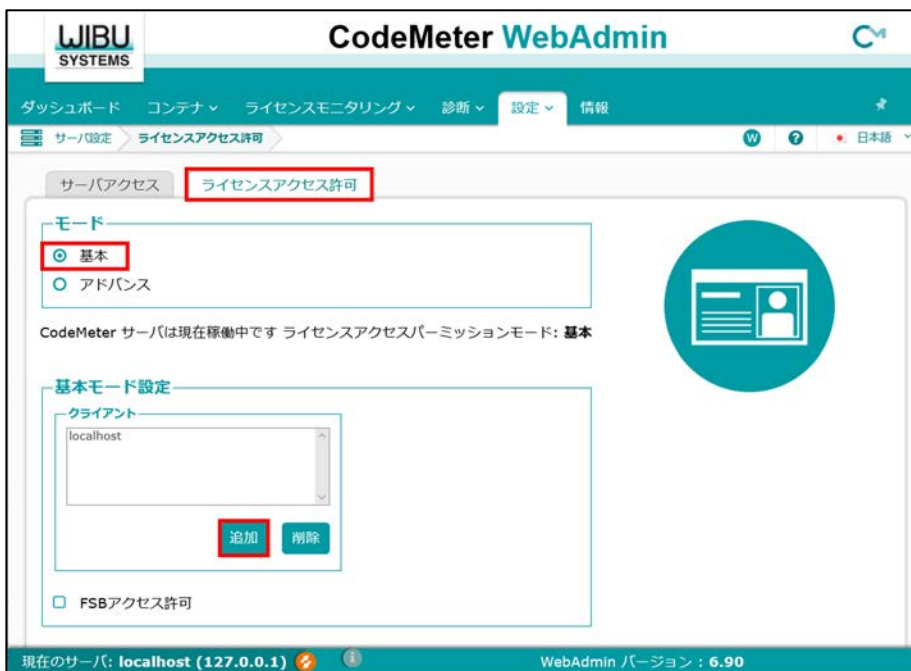 WIBU
SYSTEMS
CodeMeter WebAdmin
CM
ダッシュボード コンテナ ライセンスモニタリング 診断 設定 情報
サーバ設定 ライセンスアクセス許可 W ? 日本語
サーバアクセス ライセンスアクセス許可
モード
基本
アドバンス
CodeMeter サーバは現在稼働中です ライセンスアクセスパーミッションモード: 基本
基本モード設定
クライアント
localhost
追加 削除
FSBアクセス許可
現在のサーバ: localhost (127.0.0.1) i WebAdmin バージョン : 6.90